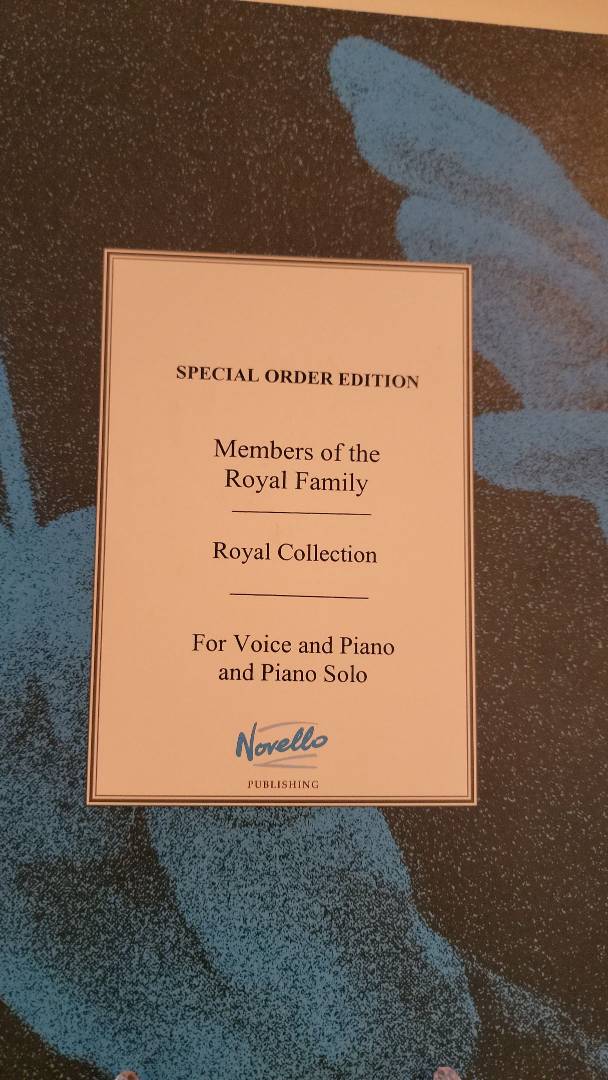 SPECIAL ORDER EDITION
Members of the
Royal Family
Royal Collection
For Voice and Piano
and Piano Solo
Novello
PUBLISHING